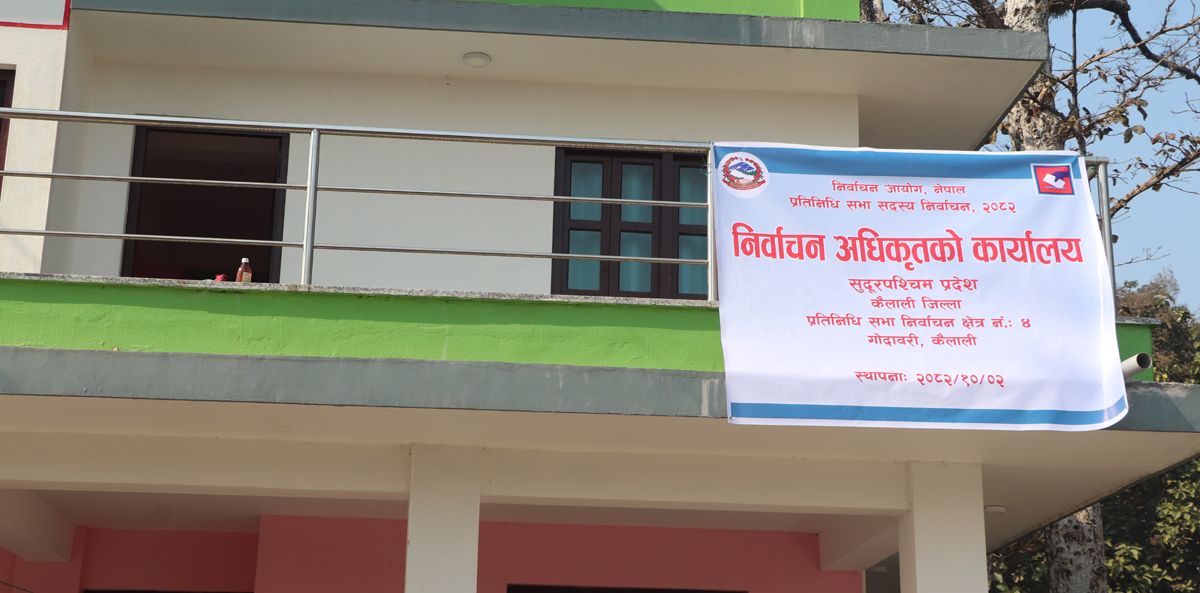 निर्वाचन आयोग, नेपाल
प्रतिनिधि सभा सदस्य निर्वाचन, २०८२
निर्वाचन अधिकृतको कार्यालय
सुदूरपश्चिम प्रदेश
कैलाली जिल्ला
प्रतिनिधि सभा निर्वाचन क्षेत्र नं.: ४
गोदावरी, कैलाली
स्थापनाः २०८२/१०/०२